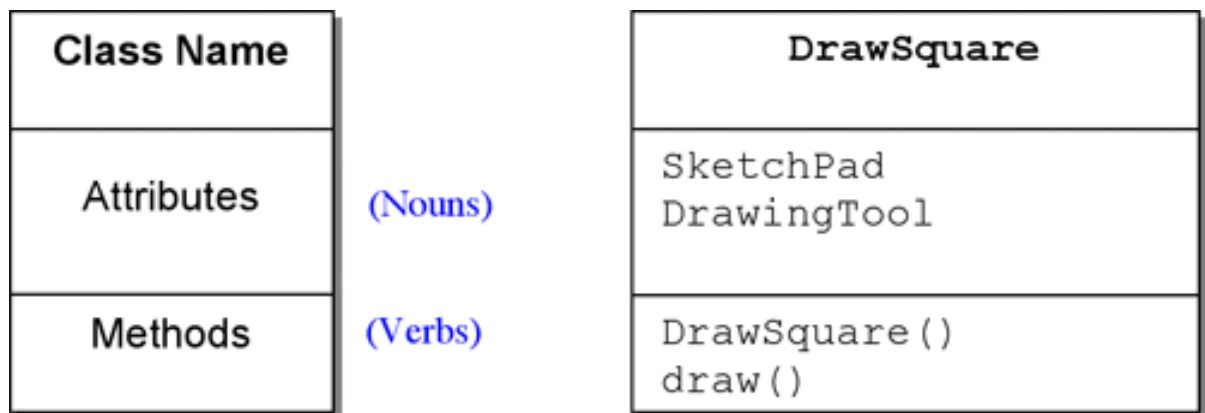 Class Name
Attributes
(Nouns)
Methods
(Verbs)
DrawSquare
SketchPad
DrawingTool
DrawSquare()
draw()